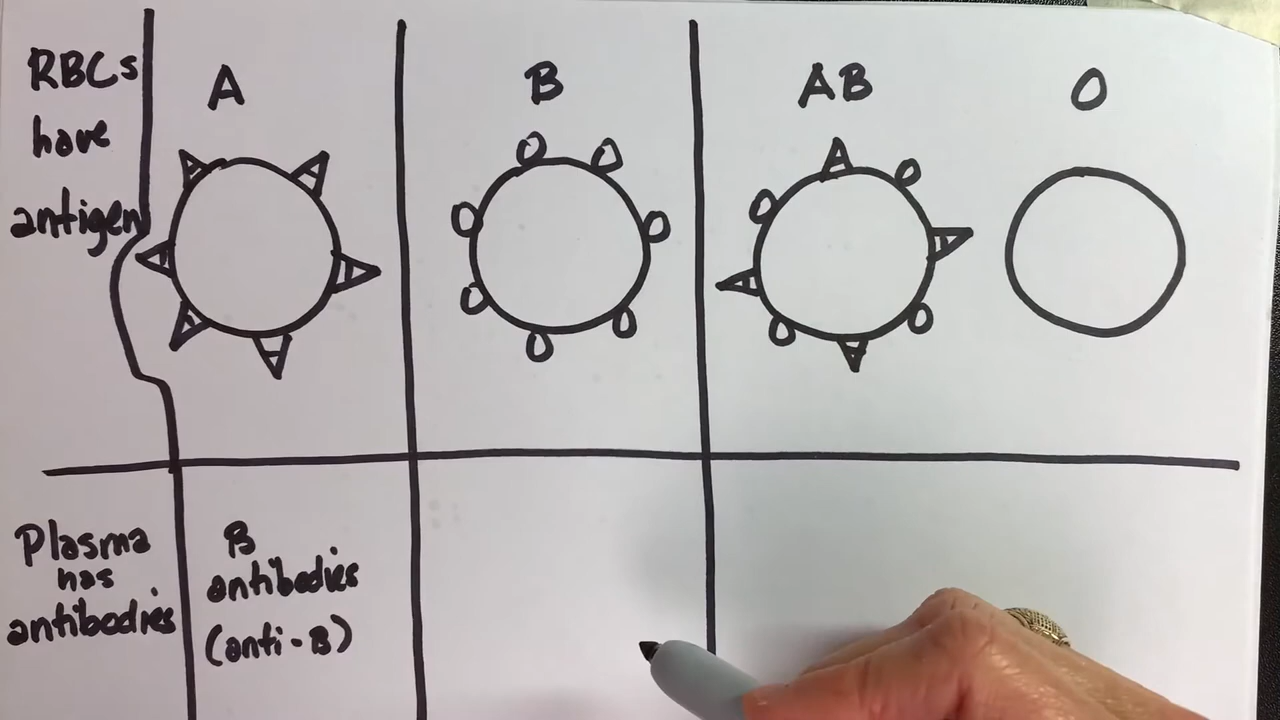 RBCs
have
antigen
A
B
AB
O
Plasma
has
antibodies
B
antibodies
(anti-B)